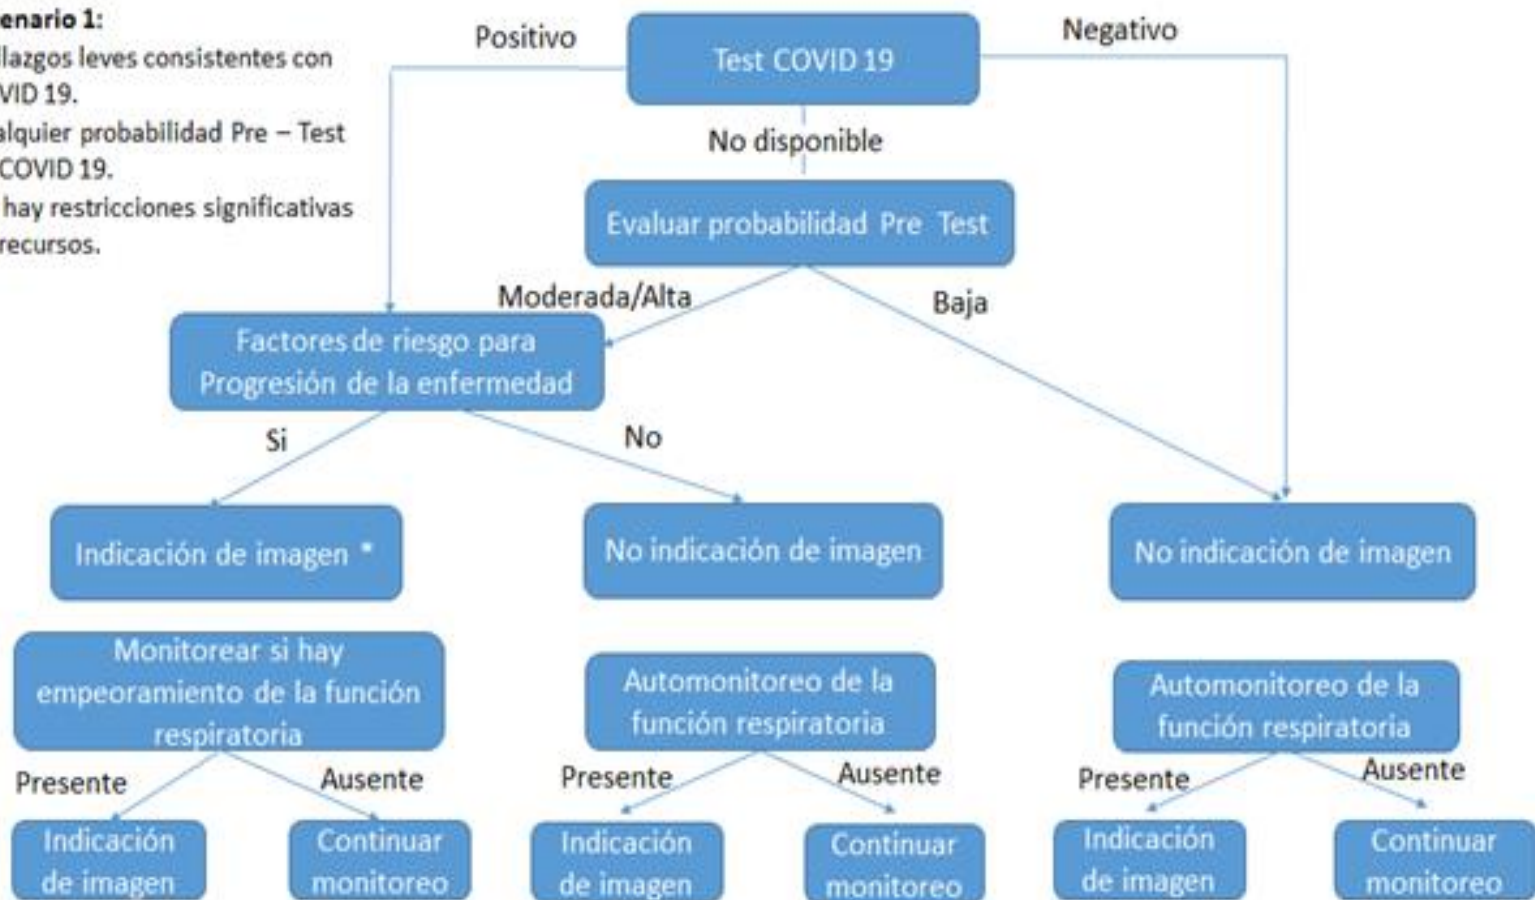 enario 1:
llazgos leves consistentes con
VID 19.
alquier probabilidad Pre – Test
COVID 19.
hay restricciones significativas
recursos.
Positivo
Test COVID 19
Negativo
No disponible
Evaluar probabilidad Pre Test
Moderada/Alta
Baja
Factores de riesgo para
Progresión de la enfermedad
Si
No
Indicación de imagen *
No indicación de imagen
No indicación de imagen
Monitorear si hay
empeoramiento de la función
respiratoria
Automonitoreo de la
función respiratoria
Automonitoreo de la
función respiratoria
Presente
Ausente
Presente
Ausente
Presente
Ausente
Indicación
de imagen
Continuar
monitoreo
Indicación
de imagen
Continuar
monitoreo
Indicación
de imagen
Continuar
monitoreo